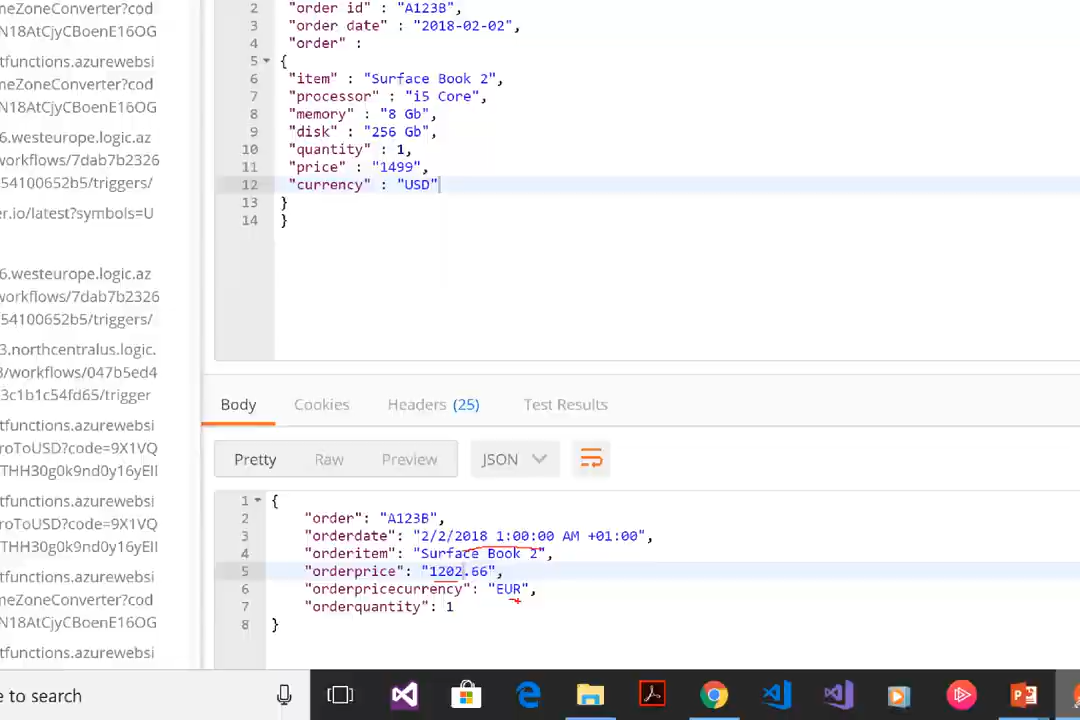 meZoneConverter?cod
N18AtCjyCBoenE16OG
tfunctions.azurewebsi
neZoneConverter?cod
N18AtCjyCBoenE16OG
6.westeurope.logic.az
workflows/7dab7b2326
54100652b5/triggers/
er.io/latest?symbols=U
6.westeurope.logic.az
workflows/7dab7b2326
54100652b5/triggers/
3.northcentralus.logic.
3/workflows/047b5ed4
3c1b1c54fd65/trigger
tfunctions.azurewebsi
roToUSD?code=9X1VQ
THH30g0k9nd0y16yEII
tfunctions.azurewebsi
roToUSD?code=9X1VQ
THH30g0k9nd0y16yEII
tfunctions.azurewebsi
meZoneConverter?cod
N18AtCjyCBoenE16OG
tfunctions.azurewebsi
2 "order id" : "A123B",
3 "order date" : "2018-02-02",
4 "order" :
5 {
6 "item" : "Surface Book 2",
7 "processor" : "i5 Core",
8 "memory" : "8 Gb",
9 "disk" : "256 Gb",
10 "quantity" : 1,
11 "price" : "1499",
12 "currency" : "USD"
13 }
14 }
Body Cookies Headers (25) Test Results
Pretty Raw Preview JSON
1 {
2 "order": "A123B",
3 "orderdate": "2/2/2018 1:00:00 AM +01:00",
4 "orderitem": "Surface Book 2",
5 "orderprice": "1202.66",
6 "orderpricecurrency": "EUR",
7 "orderquantity": 1
8 }
e to search